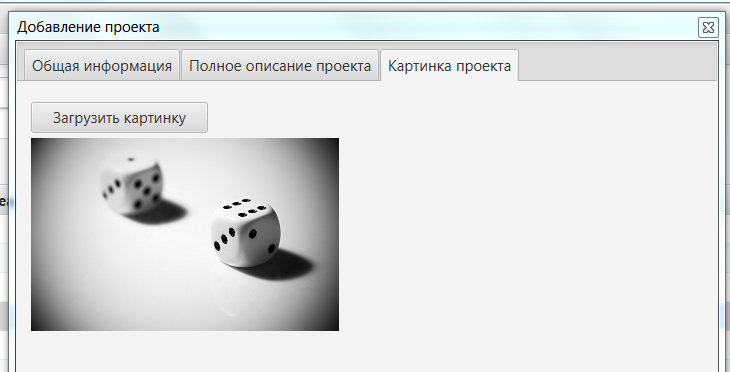 Добавление проекта
Общая информация Полное описание проекта Картинка проекта
Загрузить картинку